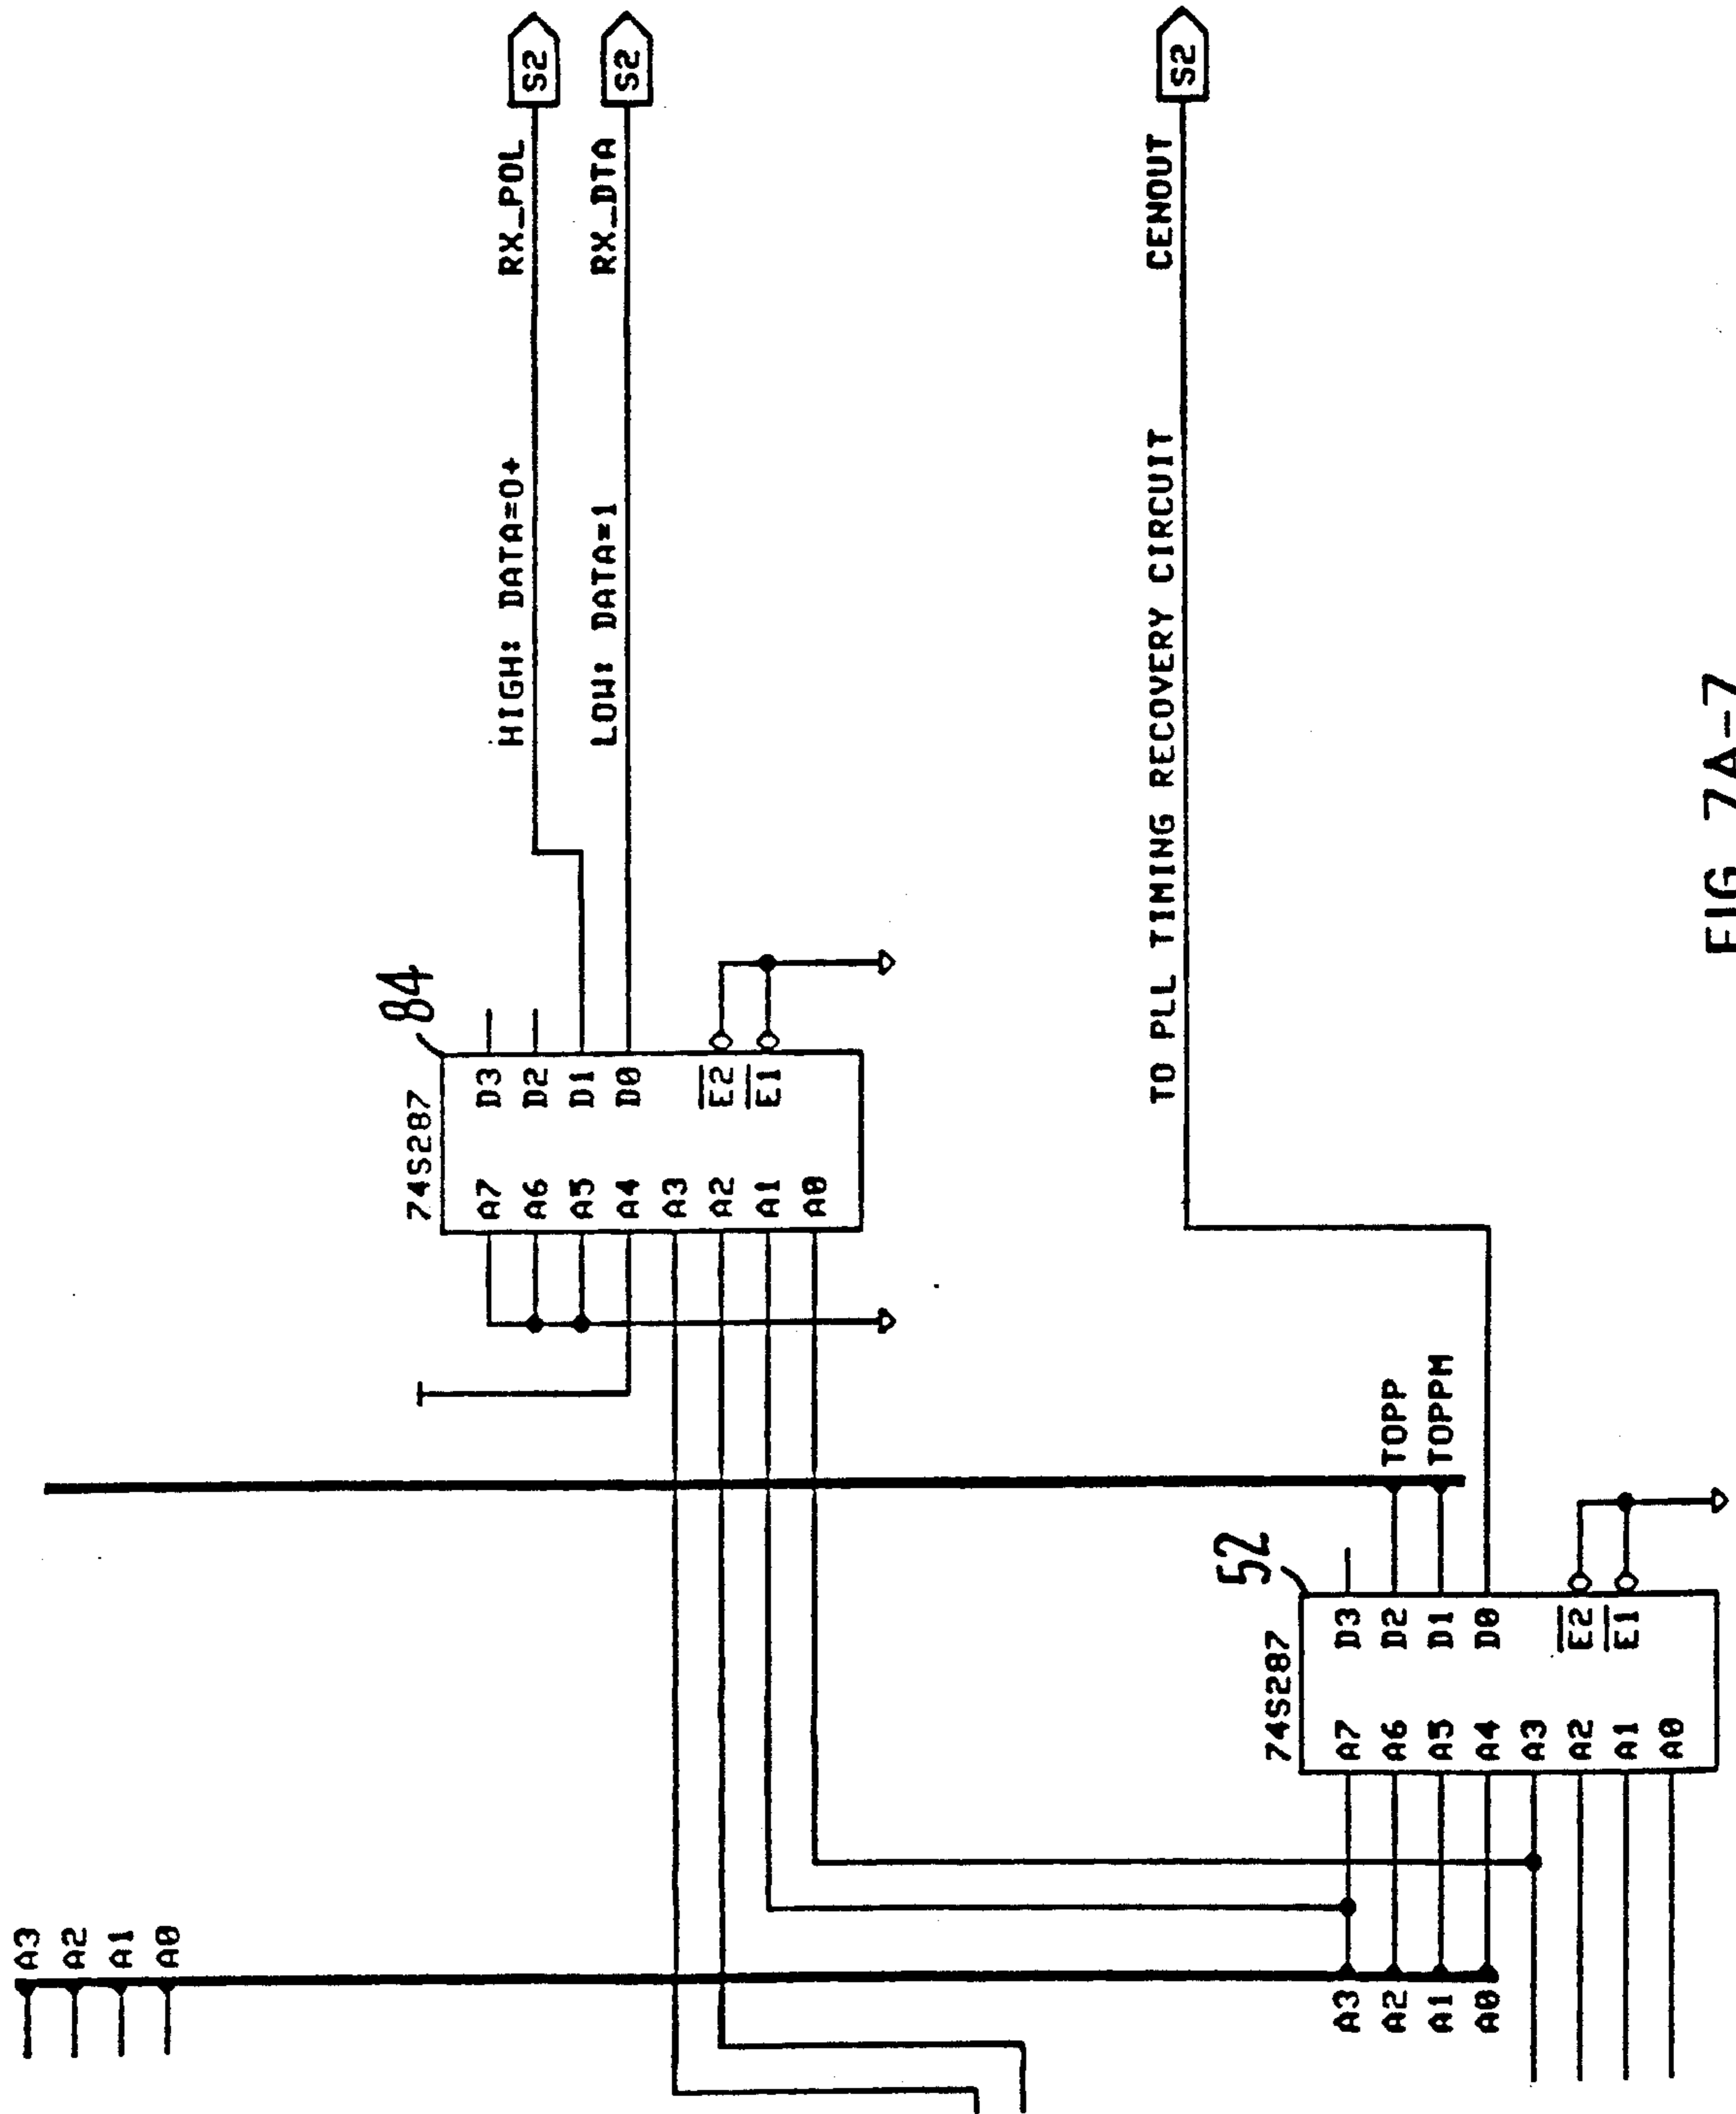 A3
A2
A1
A0
84
74S287
A7 D3
A6 D2
A5 D1
A4 D0
A3
A2 E2
A1 E1
A0
HIGH: DATA=0+ RX_POL S2
LOW: DATA=1 RX_DTA S2
TO PLL TIMING RECOVERY CIRCUIT CENOUT S2
TOPP
TOPPM
52
74S287
A3 A7 D3
A2 A6 D2
A1 A5 D1
A0 A4 D0
A3
A2 E2
A1 E1
A0
FIG 7A-7